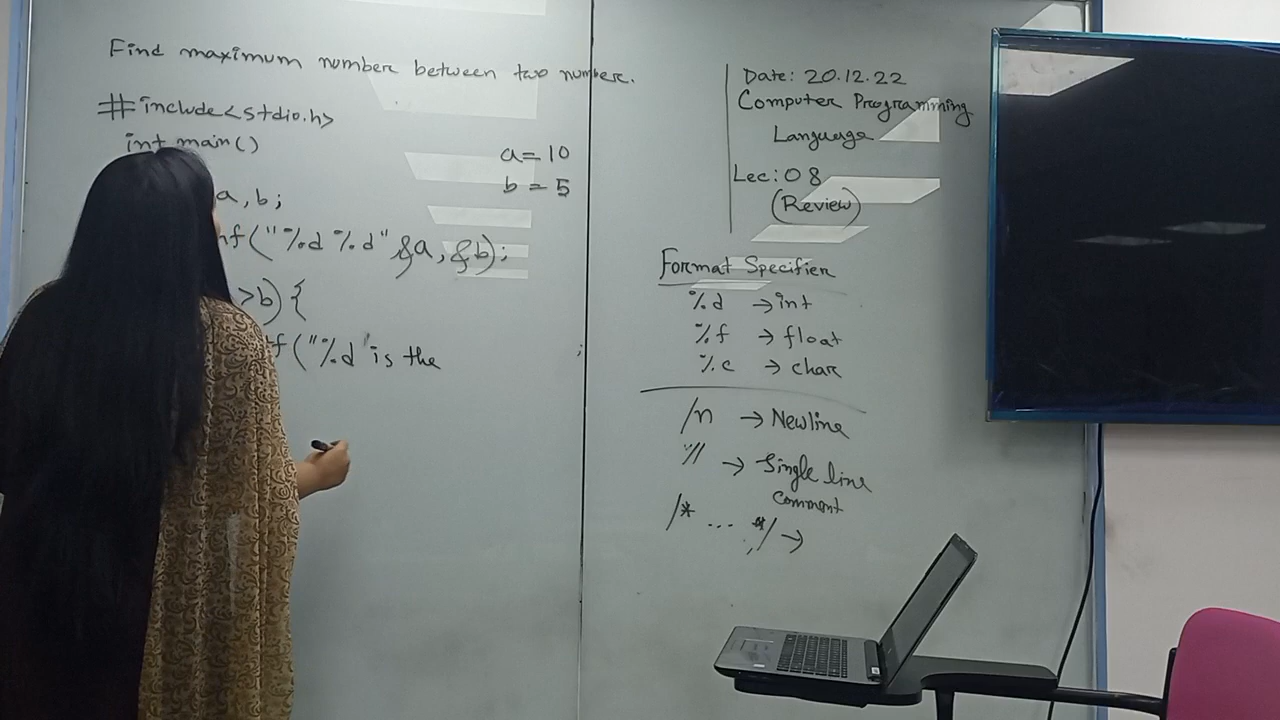 Find maximum number between two number.
#include<stdio.h>
int main()
a, b;
nf("%d %d" &a, &b);
>b) {
f("%d is the
a = 10
b = 5
;
Date: 20.12.22
Computer Programming
Language
Lec: 08
(Review)
Format Specifier
%d → int
%f → float
%c → char
/n → Newline
// → Single line
comment
/* ... */ →